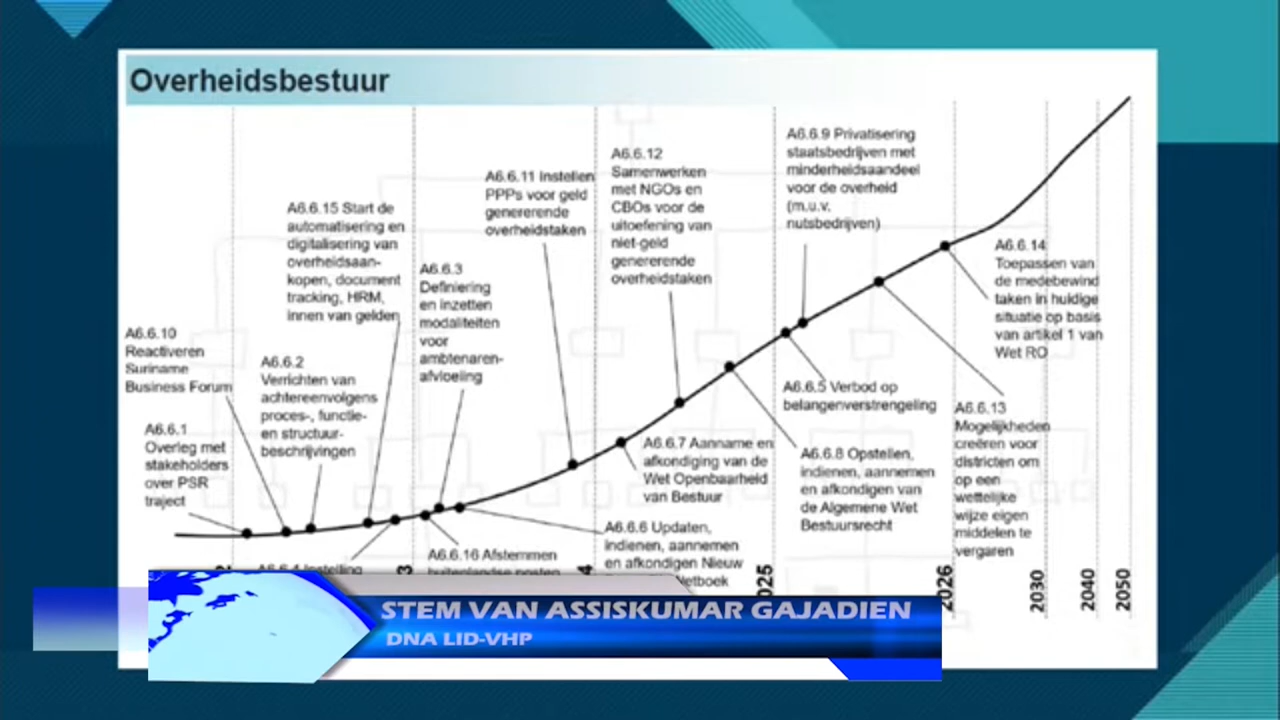 Overheidsbestuur
A6.6.10
Reactiveren
Suriname
Business Forum
A6.6.1
Overleg met
stakeholders
over PSR
traject
A6.6.15 Start de
automatisering en
digitalisering van
overheidsaan-
kopen, document
tracking, HRM,
innen van gelden
A6.6.2
Verrichten van
achtereenvolgens
proces-, functie-
en structuur-
beschrijvingen
A6.6.3
Definiering
en inzetten
modaliteiten
voor
ambtenaren-
afvloeiing
A6.6.11 Instellen
PPPs voor geld
genererende
overheidstaken
A6.6.12
Samenwerken
met NGOs en
CBOs voor de
uitoefening van
niet-geld
genererende
overheidstaken
A6.6.9 Privatisering
staatsbedrijven met
minderheidsaandeel
voor de overheid
(m.u.v.
nutsbedrijven)
A6.6.14
Toepassen van
de medebewind
taken in huidige
situatie op basis
van artikel 1 van
Wet RO
A6.6.5 Verbod op
belangenverstrengeling
A6.6.13
Mogelijkheden
creëren voor
districten om
op een
wettelijke
wijze eigen
middelen te
vergaren
A6.6.7 Aanname en
afkondiging van de
Wet Openbaarheid
van Bestuur
A6.6.8 Opstellen,
indienen, aannemen
en afkondigen van
de Algemene Wet
Bestuursrecht
A6.6.6 Updaten,
indienen, aannemen
en afkondigen Nieuw
A6.6.16 Afstemmen
buitenlandse posten
A6.6.4 Instelling
2026
2030
2040
2050
STEM VAN ASSISKUMAR GAJADIEN
DNA LID-VHP